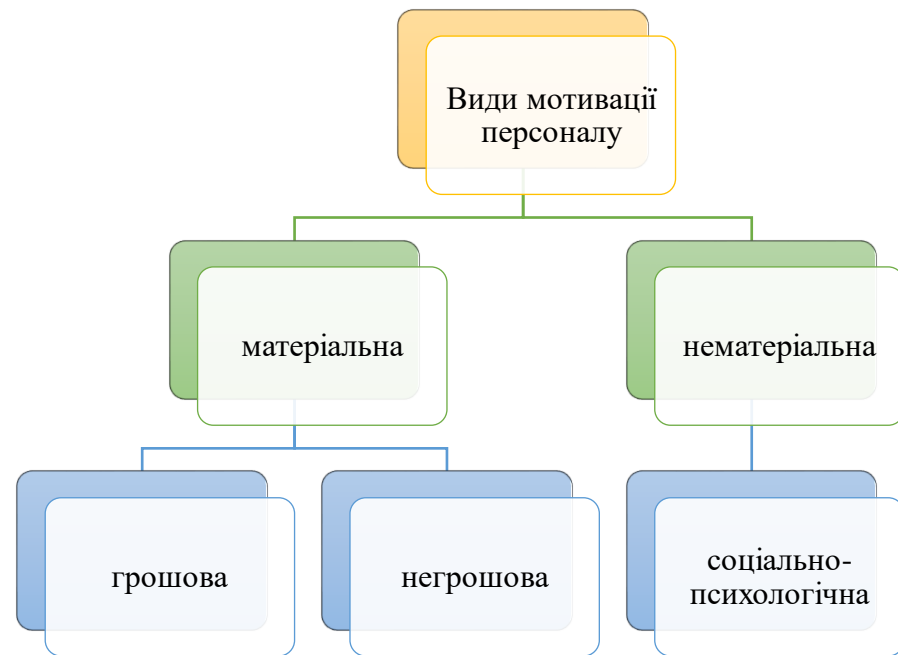 Види мотивації
персоналу
матеріальна
нематеріальна
грошова
негрошова
соціально-
психологічна